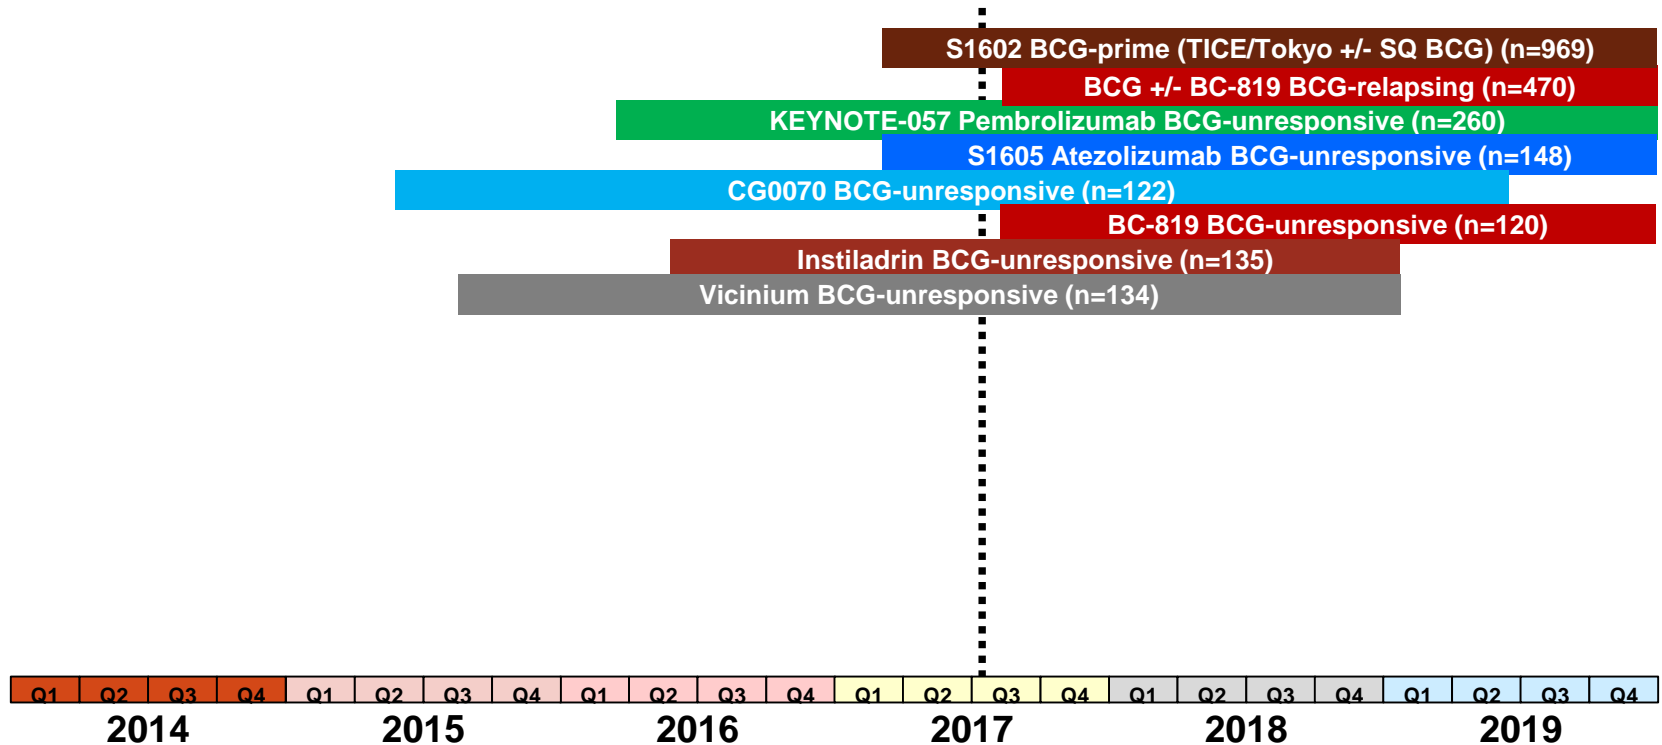 S1602 BCG-prime (TICE/Tokyo +/- SQ BCG) (n=969)
BCG +/- BC-819 BCG-relapsing (n=470)
KEYNOTE-057 Pembrolizumab BCG-unresponsive (n=260)
S1605 Atezolizumab BCG-unresponsive (n=148)
CG0070 BCG-unresponsive (n=122)
BC-819 BCG-unresponsive (n=120)
Instiladrin BCG-unresponsive (n=135)
Vicinium BCG-unresponsive (n=134)
Q1 Q2 Q3 Q4 Q1 Q2 Q3 Q4 Q1 Q2 Q3 Q4 Q1 Q2 Q3 Q4 Q1 Q2 Q3 Q4 Q1 Q2 Q3 Q4
2014 2015 2016 2017 2018 2019